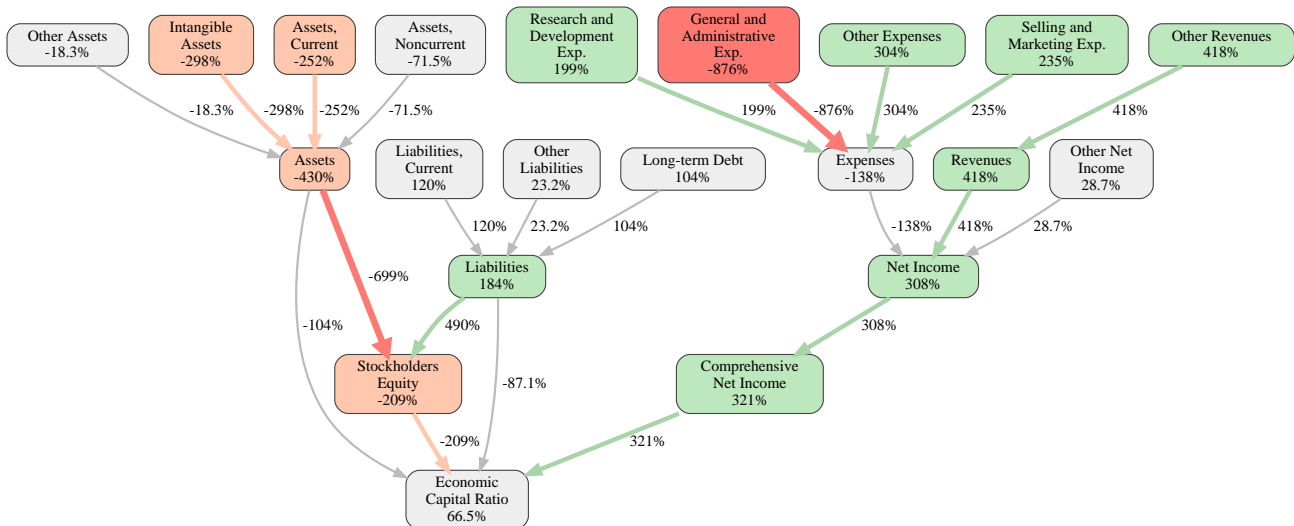 Other Assets
-18.3%
Intangible
Assets
-298%
Assets,
Current
-252%
Assets,
Noncurrent
-71.5%
Research and
Development
Exp.
199%
General and
Administrative
Exp.
-876%
Other Expenses
304%
Selling and
Marketing Exp.
235%
Other Revenues
418%
-18.3%
-298%
-252%
-71.5%
199%
-876%
304%
235%
418%
Assets
-430%
Liabilities,
Current
120%
Other
Liabilities
23.2%
Long-term Debt
104%
Expenses
-138%
Revenues
418%
Other Net
Income
28.7%
120%
23.2%
104%
-138%
418%
28.7%
Liabilities
184%
Net Income
308%
-699%
-104%
490%
308%
Stockholders
Equity
-209%
-87.1%
Comprehensive
Net Income
321%
-209%
321%
Economic
Capital Ratio
66.5%